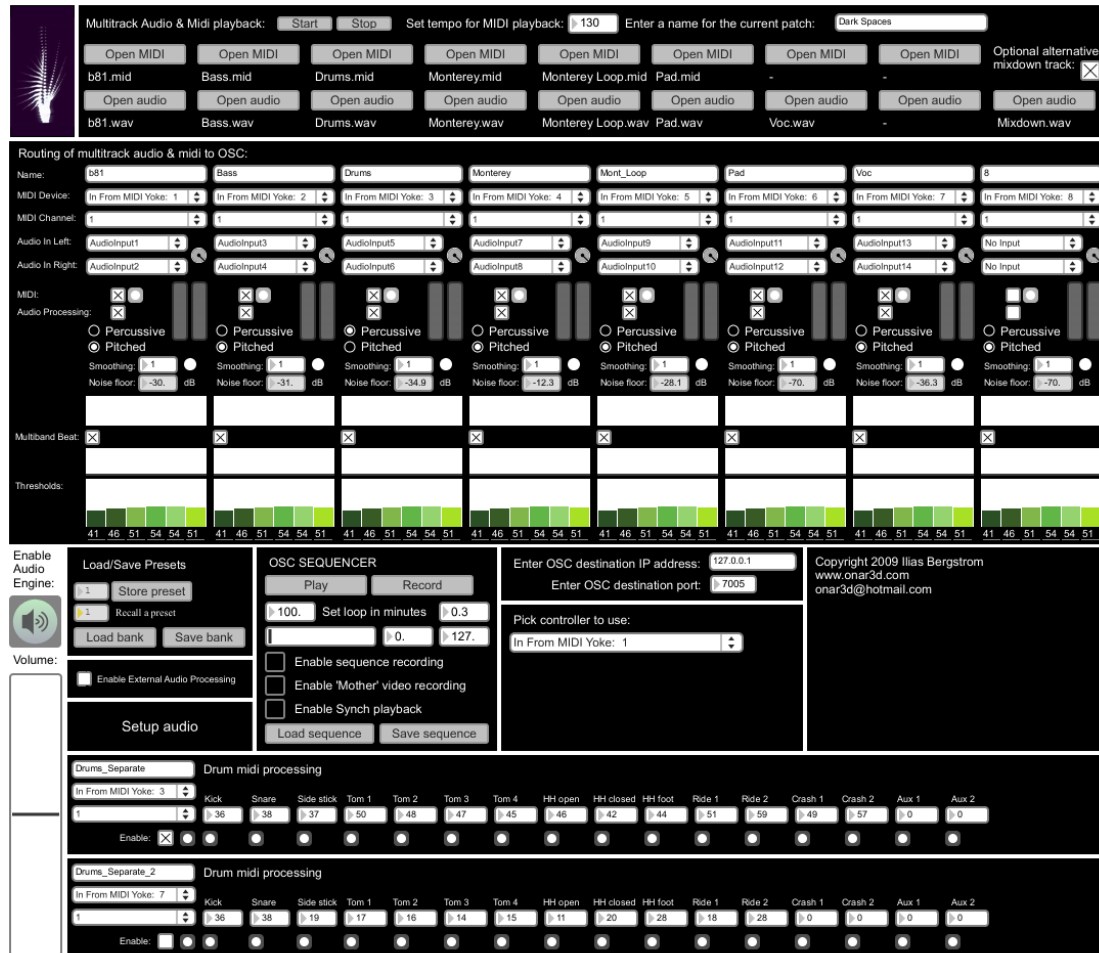 Multitrack Audio & Midi playback: Start Stop Set tempo for MIDI playback: 130 Enter a name for the current patch: Dark Spaces
Open MIDI Open MIDI Open MIDI Open MIDI Open MIDI Open MIDI Open MIDI Open MIDI Optional alternative
mixdown track:
b81.mid Bass.mid Drums.mid Monterey.mid Monterey Loop.mid Pad.mid - -
Open audio Open audio Open audio Open audio Open audio Open audio Open audio Open audio Open audio
b81.wav Bass.wav Drums.wav Monterey.wav Monterey Loop.wav Pad.wav Voc.wav - Mixdown.wav
Routing of multitrack audio & midi to OSC:
Name: b81 Bass Drums Monterey Mont_Loop Pad Voc 8
MIDI Device: In From MIDI Yoke: 1 In From MIDI Yoke: 2 In From MIDI Yoke: 3 In From MIDI Yoke: 4 In From MIDI Yoke: 5 In From MIDI Yoke: 6 In From MIDI Yoke: 7 In From MIDI Yoke: 8
MIDI Channel: 1 1 1 1 1 1 1 1
Audio In Left: AudioInput1 AudioInput3 AudioInput5 AudioInput7 AudioInput9 AudioInput11 AudioInput13 No Input
Audio In Right: AudioInput2 AudioInput4 AudioInput6 AudioInput8 AudioInput10 AudioInput12 AudioInput14 No Input
MIDI:
Audio Processing:
Percussive Percussive Percussive Percussive Percussive Percussive Percussive Percussive
Pitched Pitched Pitched Pitched Pitched Pitched Pitched Pitched
Smoothing: 1 Smoothing: 1 Smoothing: 1 Smoothing: 1 Smoothing: 1 Smoothing: 1 Smoothing: 1 Smoothing: 1
Noise floor: -30. dB Noise floor: -31. dB Noise floor: -34.9 dB Noise floor: -12.3 dB Noise floor: -28.1 dB Noise floor: -70. dB Noise floor: -36.3 dB Noise floor: -70. dB
Multiband Beat:
Thresholds:
41 46 51 54 54 51 41 46 51 54 54 51 41 46 51 54 54 51 41 46 51 54 54 51 41 46 51 54 54 51 41 46 51 54 54 51 41 46 51 54 54 51 41 46 51 54 54 51
Enable
Audio
Engine:
Volume:
Load/Save Presets
1 Store preset
1 Recall a preset
Load bank Save bank
Enable External Audio Processing
Setup audio
OSC SEQUENCER
Play Record
100. Set loop in minutes 0.3
0. 127.
Enable sequence recording
Enable 'Mother' video recording
Enable Synch playback
Load sequence Save sequence
Enter OSC destination IP address: 127.0.0.1
Enter OSC destination port: 7005
Pick controller to use:
In From MIDI Yoke: 1
Copyright 2009 Ilias Bergstrom
www.onar3d.com
onar3d@hotmail.com
Drums_Separate Drum midi processing
In From MIDI Yoke: 3
Kick Snare Side stick Tom 1 Tom 2 Tom 3 Tom 4 HH open HH closed HH foot Ride 1 Ride 2 Crash 1 Crash 2 Aux 1 Aux 2
1 36 38 37 50 48 47 45 46 42 44 51 59 49 57 0 0
Enable:
Drums_Separate_2 Drum midi processing
In From MIDI Yoke: 7
Kick Snare Side stick Tom 1 Tom 2 Tom 3 Tom 4 HH open HH closed HH foot Ride 1 Ride 2 Crash 1 Crash 2 Aux 1 Aux 2
1 36 38 19 17 16 14 15 11 20 28 18 28 0 0 0 0
Enable: